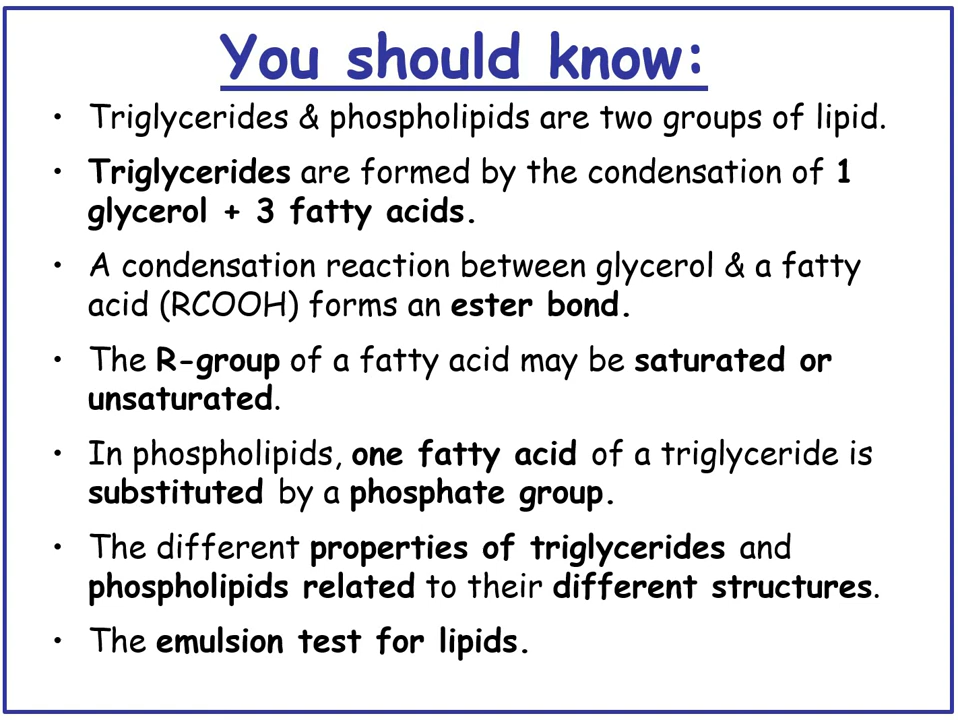 You should know:
• Triglycerides & phospholipids are two groups of lipid.
• Triglycerides are formed by the condensation of 1
glycerol + 3 fatty acids.
• A condensation reaction between glycerol & a fatty
acid (RCOOH) forms an ester bond.
• The R-group of a fatty acid may be saturated or
unsaturated.
• In phospholipids, one fatty acid of a triglyceride is
substituted by a phosphate group.
• The different properties of triglycerides and
phospholipids related to their different structures.
• The emulsion test for lipids.